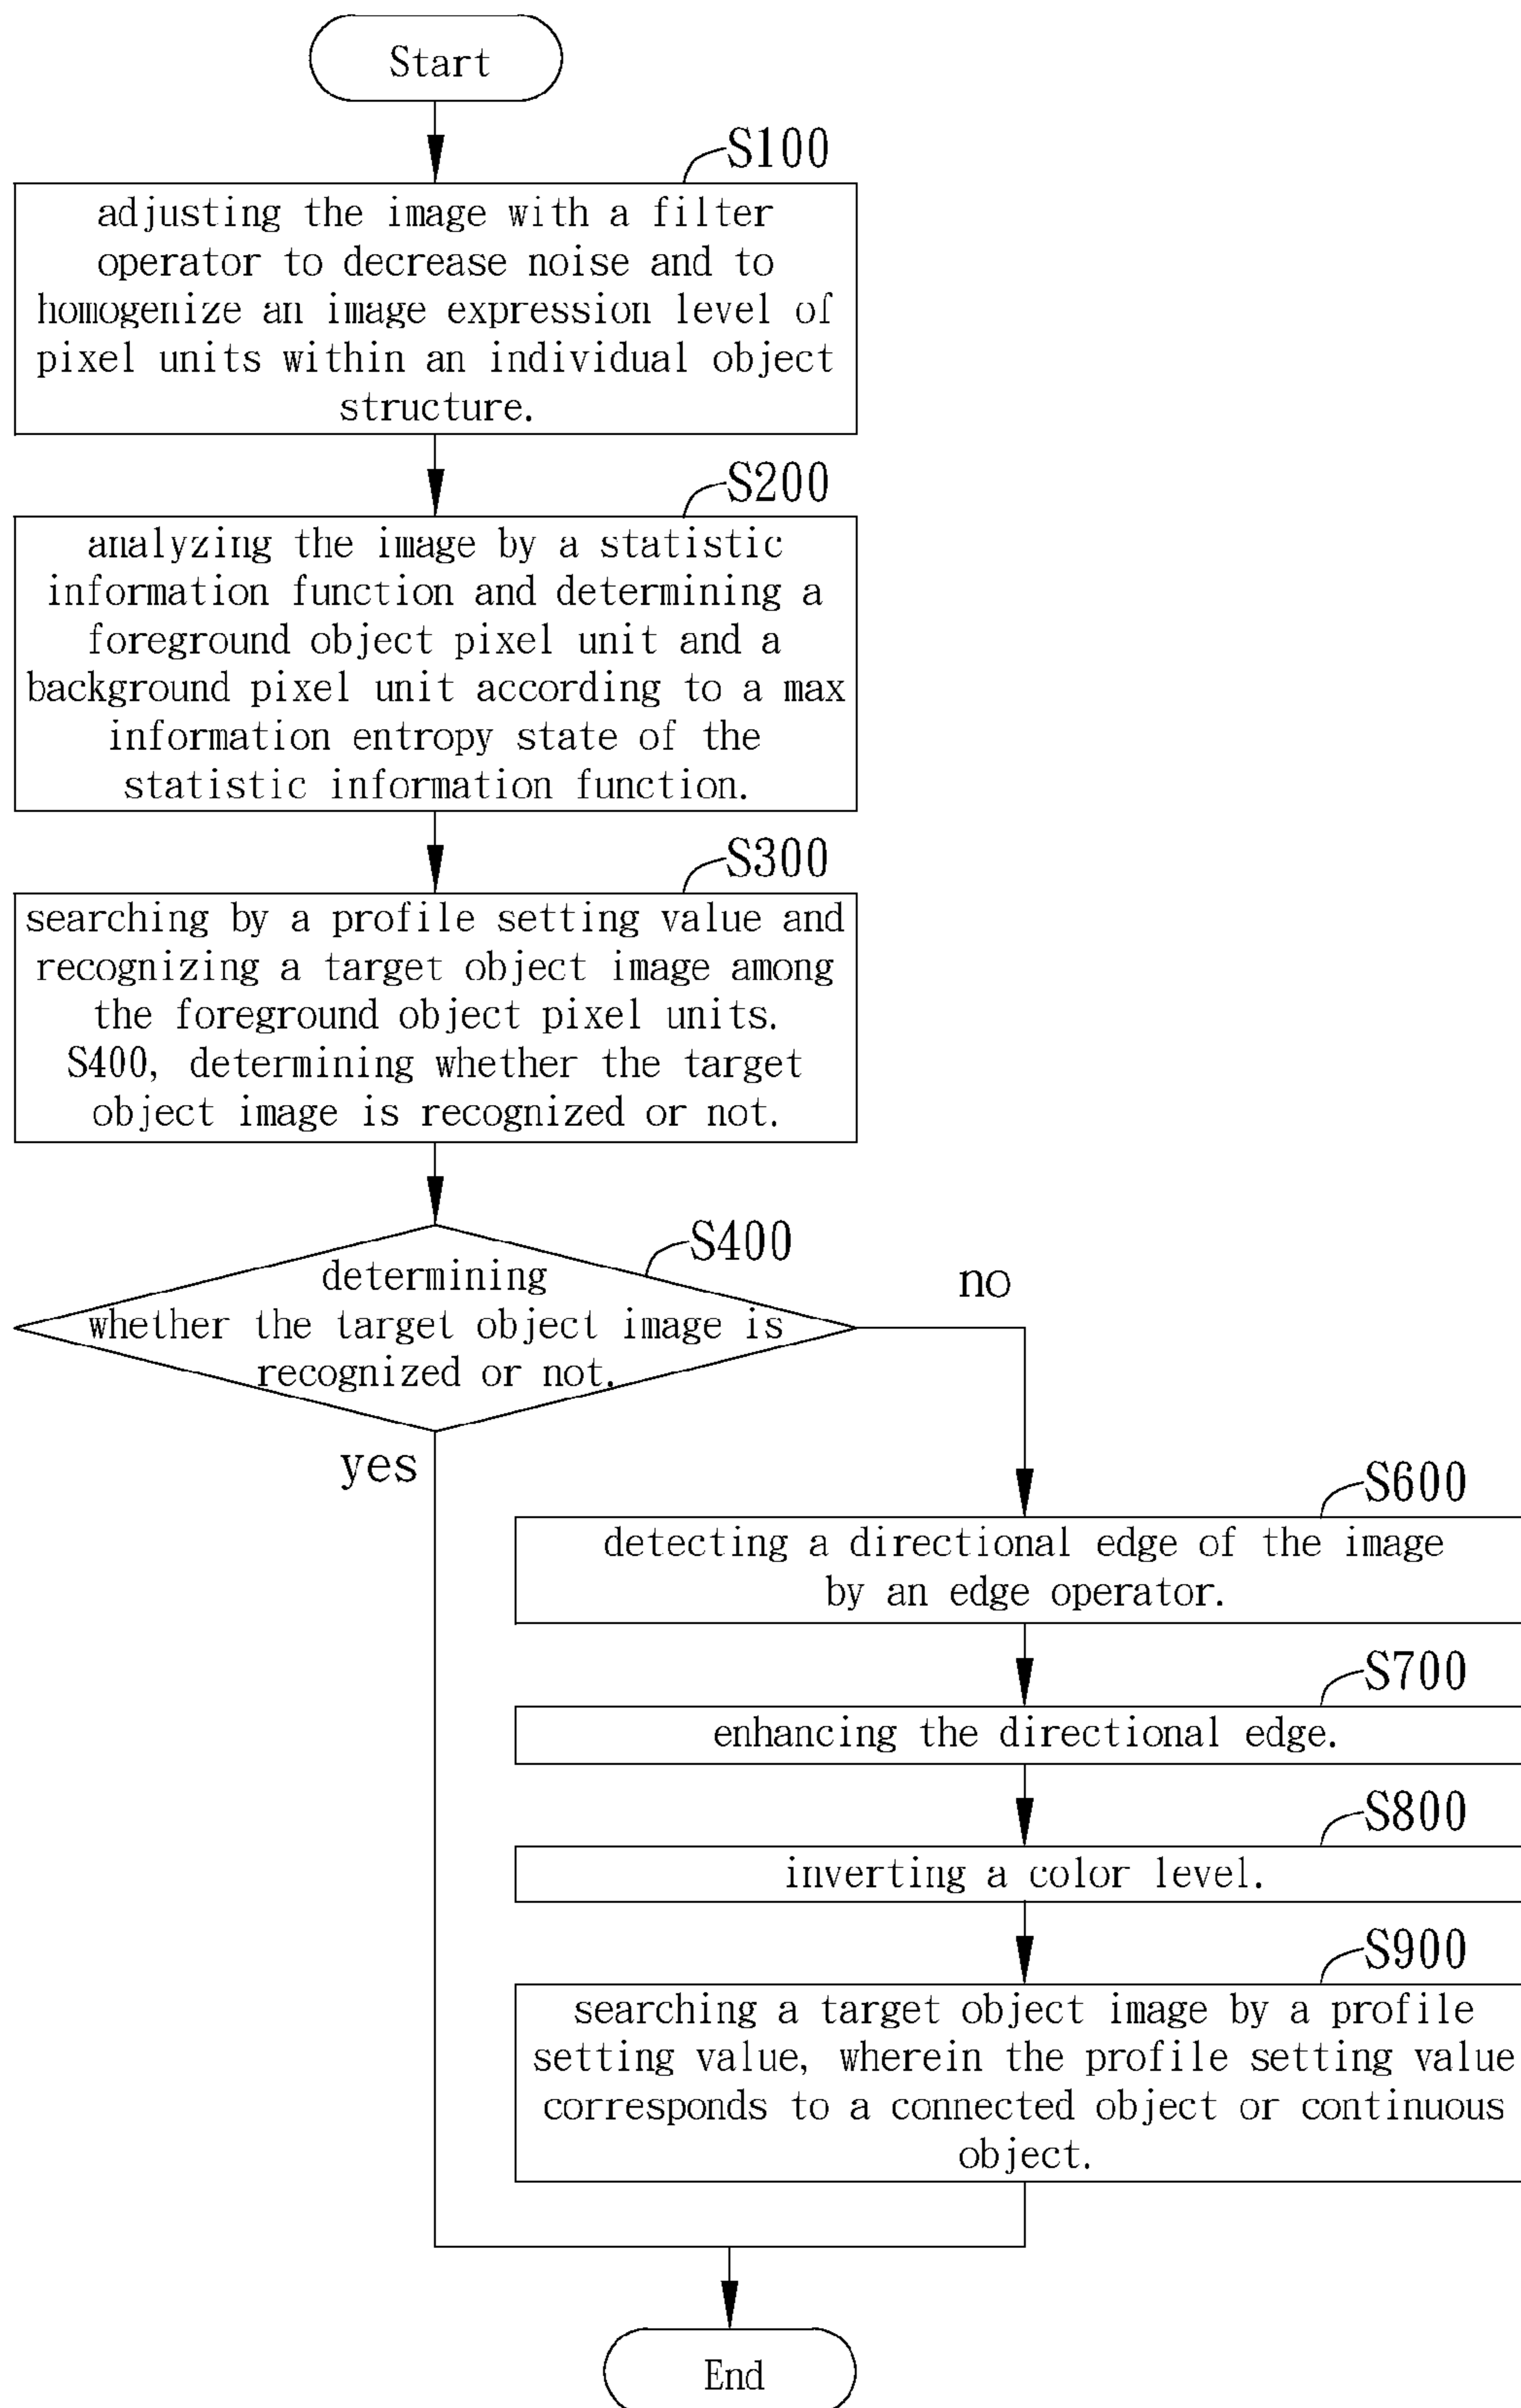 Start
S100
adjusting the image with a filter
operator to decrease noise and to
homogenize an image expression level of
pixel units within an individual object
structure.
S200
analyzing the image by a statistic
information function and determining a
foreground object pixel unit and a
background pixel unit according to a max
information entropy state of the
statistic information function.
S300
searching by a profile setting value and
recognizing a target object image among
the foreground object pixel units.
S400, determining whether the target
object image is recognized or not.
S400
determining
whether the target object image is
recognized or not.
no
yes
S600
detecting a directional edge of the image
by an edge operator.
S700
enhancing the directional edge.
S800
inverting a color level.
S900
searching a target object image by a profile
setting value, wherein the profile setting value
corresponds to a connected object or continuous
object.
End